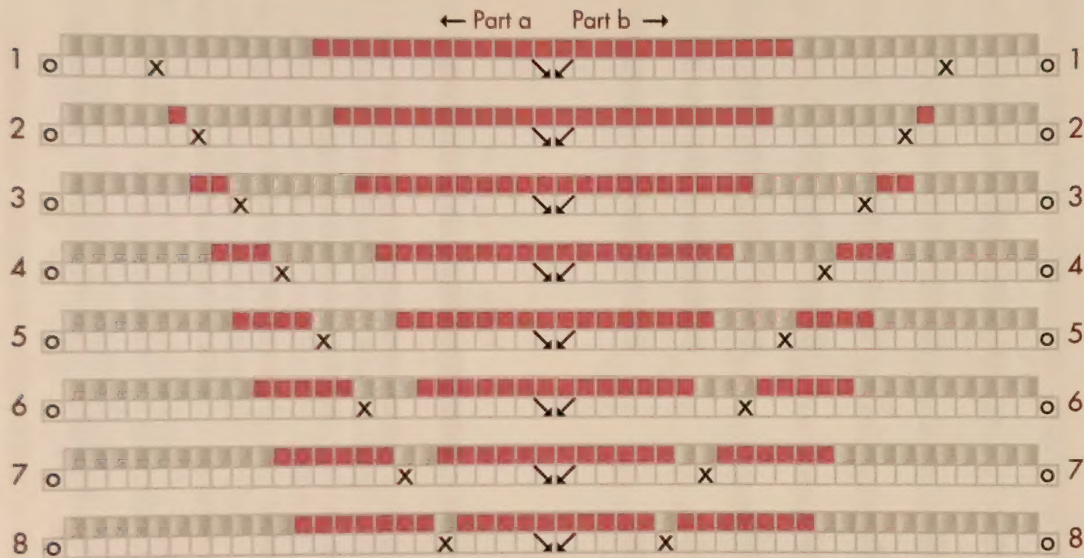 ← Part a Part b →
1 o x ↘↙ x o 1
2 o x ↘↙ x o 2
3 o x ↘↙ x o 3
4 o x ↘↙ x o 4
5 o x ↘↙ x o 5
6 o x ↘↙ x o 6
7 o x ↘↙ x o 7
8 o x ↘↙ x o 8